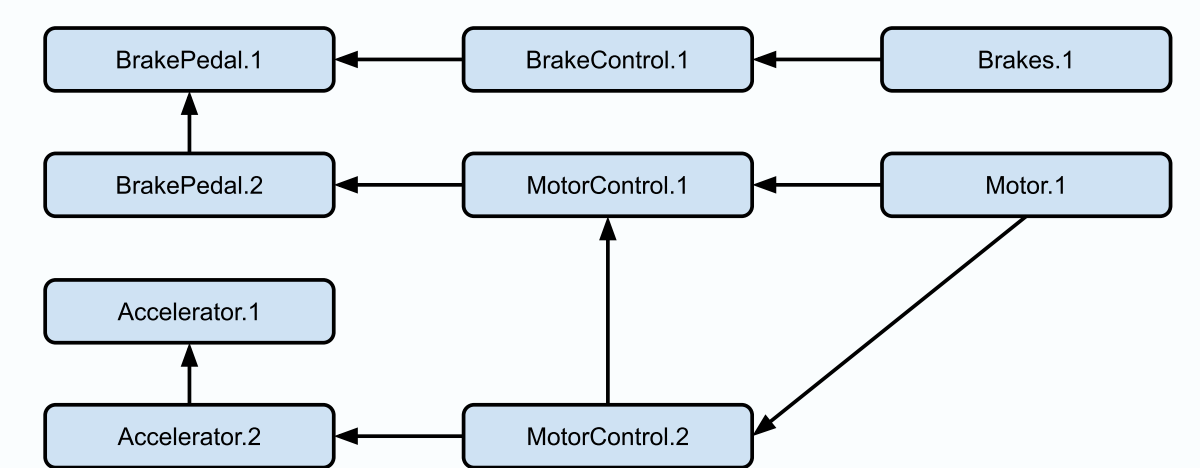 BrakePedal.1
BrakeControl.1
Brakes.1
BrakePedal.2
MotorControl.1
Motor.1
Accelerator.1
Accelerator.2
MotorControl.2